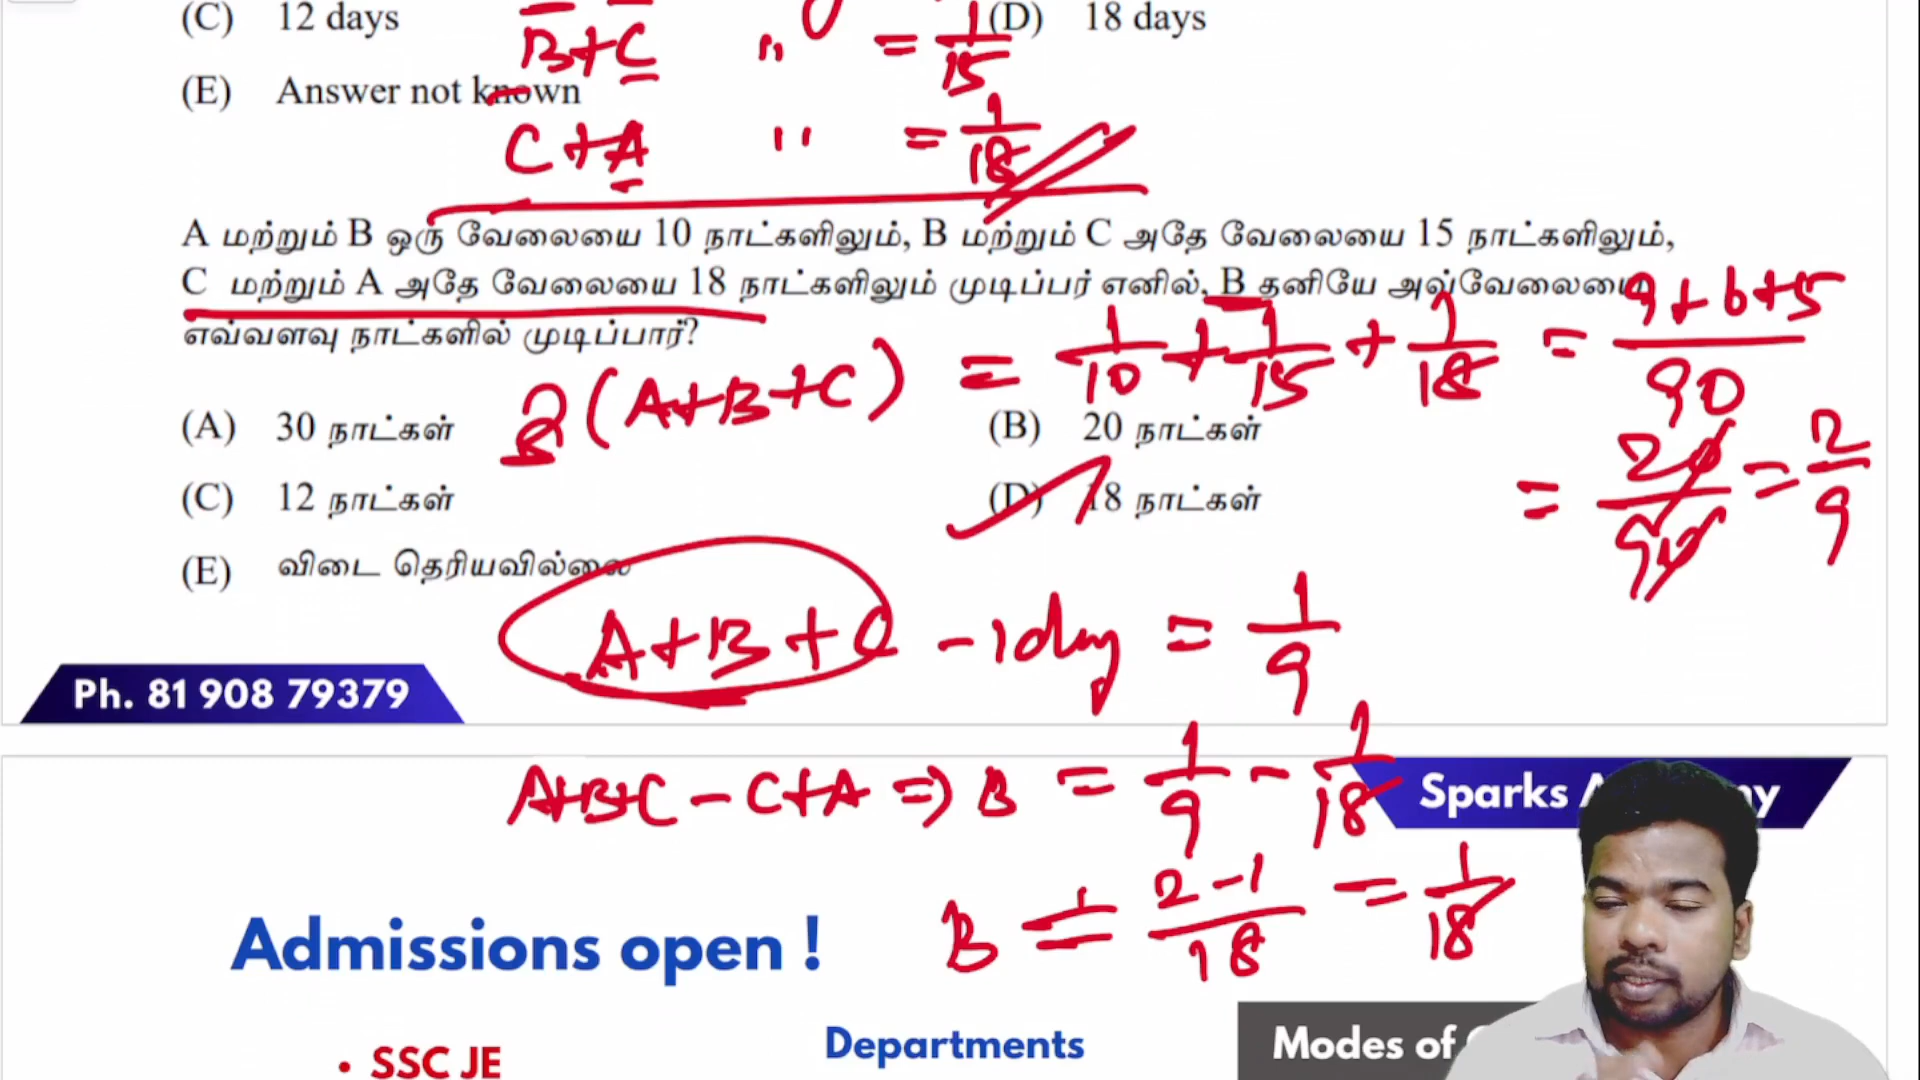 (C) 12 days (D) 18 days
B+C " = 1/15
(E) Answer not known
C+A " = 1/18
A மற்றும் B ஒரு வேலையை 10 நாட்களிலும், B மற்றும் C அதே வேலையை 15 நாட்களிலும்,
C மற்றும் A அதே வேலையை 18 நாட்களிலும் முடிப்பர் எனில், B தனியே அவ்வேலையை
எவ்வளவு நாட்களில் முடிப்பார்?
2(A+B+C) = 1/10 + 1/15 + 1/18 = 9+6+5/90
(A) 30 நாட்கள் (B) 20 நாட்கள்
= 20/90 = 2/9
(C) 12 நாட்கள் (D) 18 நாட்கள்
(E) விடை தெரியவில்லை
A+B+C - 1 day = 1/9
Ph. 81 908 79379
A+B+C - C+A => B = 1/9 - 1/18
Sparks
B = 2-1/18 = 1/18
Admissions open !
Departments
Modes of
• SSC JE